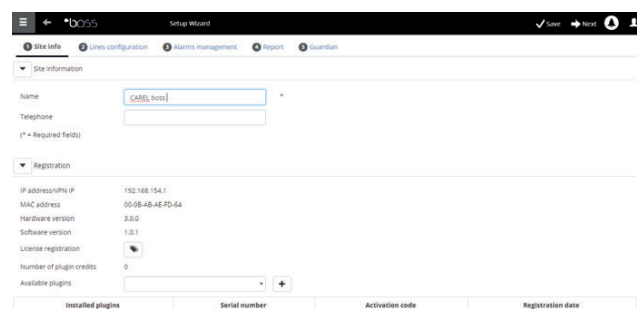 boss Setup Wizard Save Next
1 Site info 2 Lines configuration 3 Alarms management 4 Report 5 Guardian
Site information
Name CAREL boss *
Telephone
(* = Required fields)
Registration
IP address/VPN IP 192.168.154.1
MAC address 00-0B-AB-AE-FD-64
Hardware version 3.0.0
Software version 1.0.1
License registration
Number of plugin credits 0
Available plugins
Installed plugins Serial number Activation code Registration date